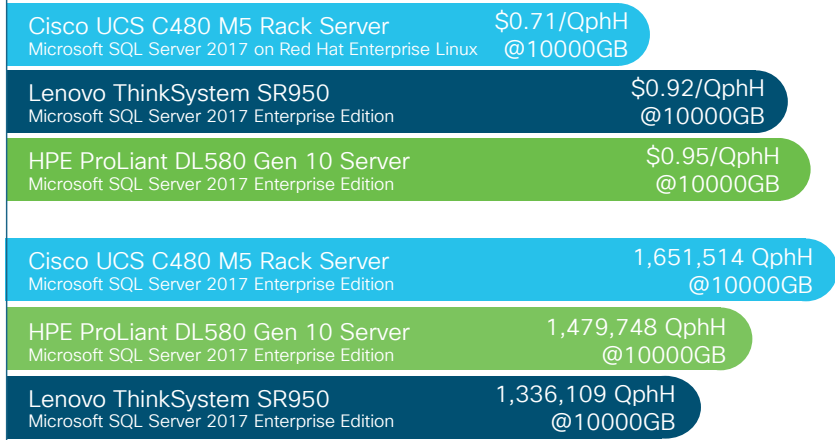 Cisco UCS C480 M5 Rack Server $0.71/QphH
Microsoft SQL Server 2017 on Red Hat Enterprise Linux @10000GB
Lenovo ThinkSystem SR950 $0.92/QphH
Microsoft SQL Server 2017 Enterprise Edition @10000GB
HPE ProLiant DL580 Gen 10 Server $0.95/QphH
Microsoft SQL Server 2017 Enterprise Edition @10000GB
Cisco UCS C480 M5 Rack Server 1,651,514 QphH
Microsoft SQL Server 2017 Enterprise Edition @10000GB
HPE ProLiant DL580 Gen 10 Server 1,479,748 QphH
Microsoft SQL Server 2017 Enterprise Edition @10000GB
Lenovo ThinkSystem SR950 1,336,109 QphH
Microsoft SQL Server 2017 Enterprise Edition @10000GB